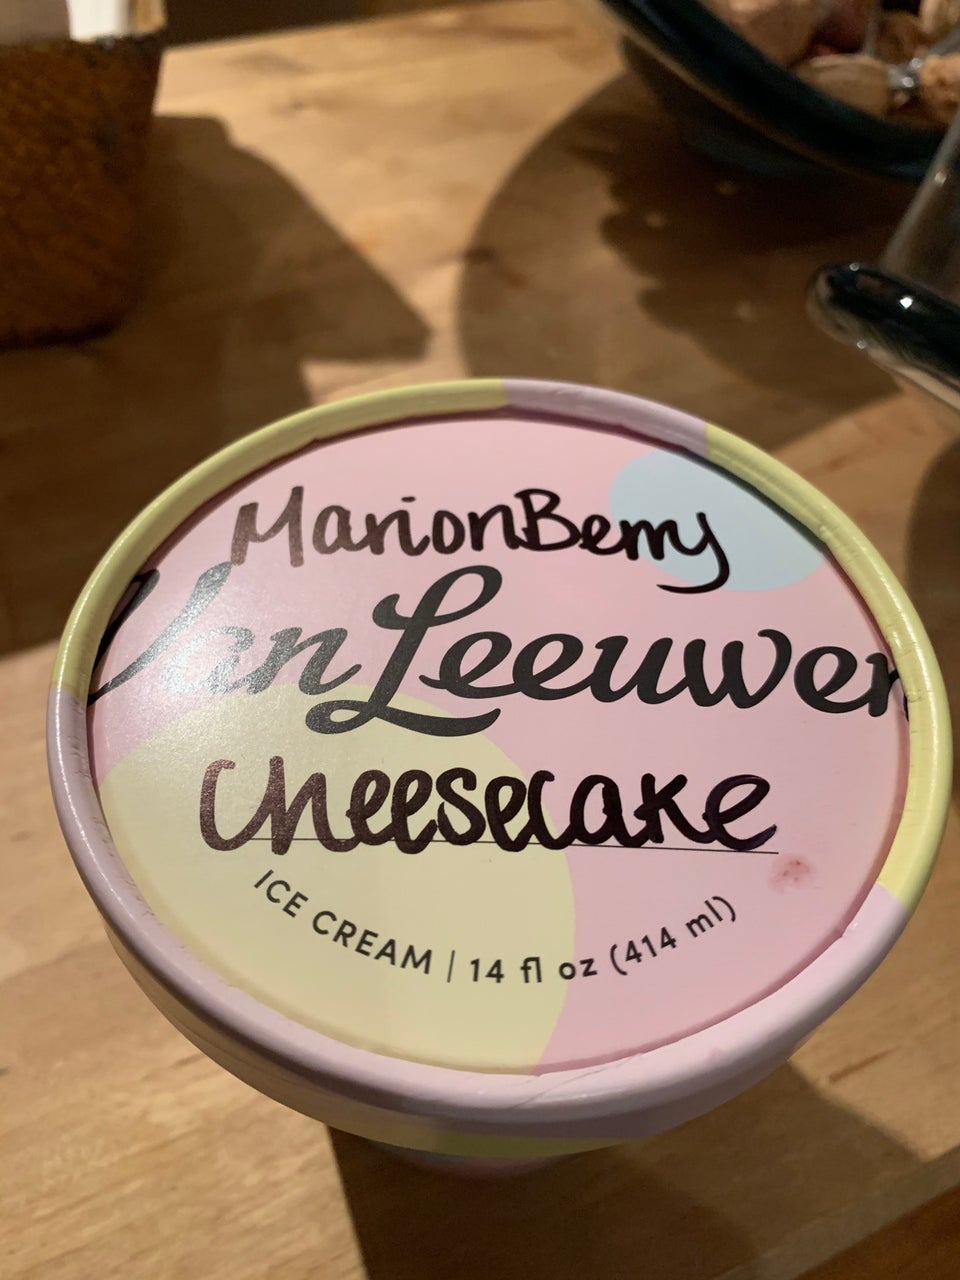 MarionBerry
Van Leeuwen
Cheesecake
ICE CREAM | 14 fl oz (414 ml)